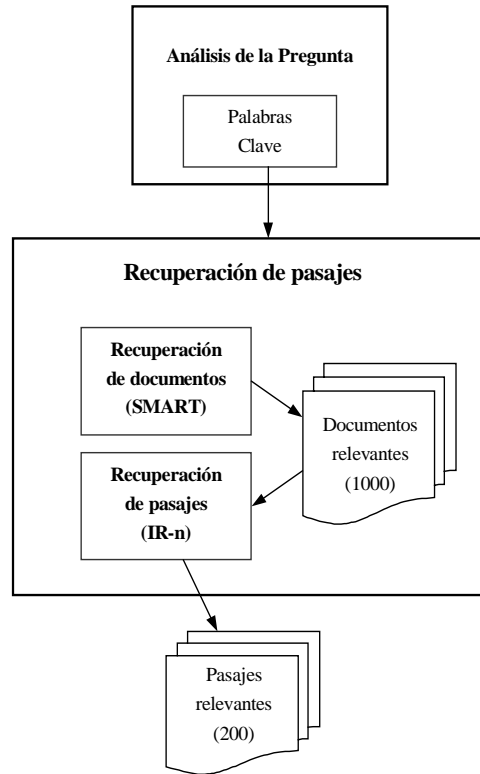 Análisis de la Pregunta
Palabras
Clave
Recuperación de pasajes
Recuperación
de documentos
(SMART)
Documentos
relevantes
(1000)
Recuperación
de pasajes
(IR-n)
Pasajes
relevantes
(200)